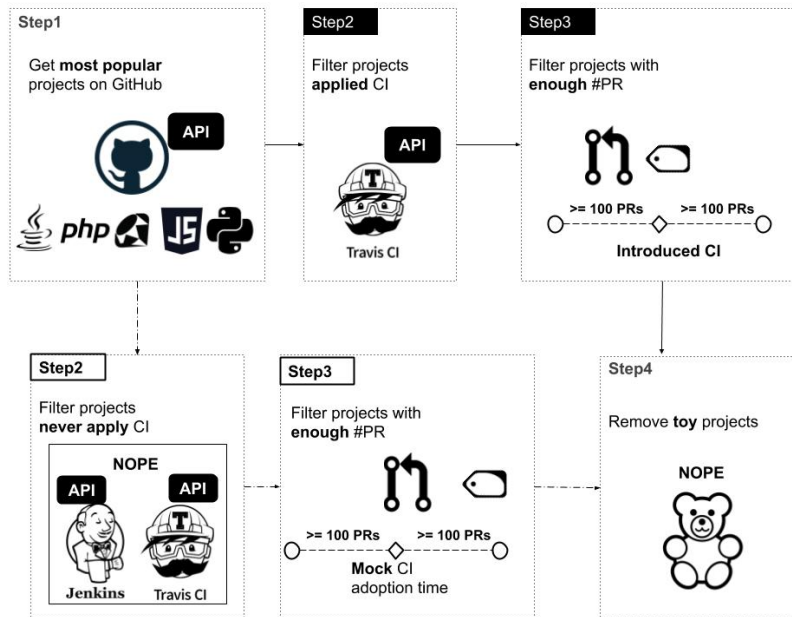 Step1
Get most popular
projects on GitHub
API
php
JS
Step2
Filter projects
applied CI
API
T
Travis CI
Step3
Filter projects with
enough #PR
>= 100 PRs >= 100 PRs
Introduced CI
Step2
Filter projects
never apply CI
NOPE
API API
T
Jenkins Travis CI
Step3
Filter projects with
enough #PR
>= 100 PRs >= 100 PRs
Mock CI
adoption time
Step4
Remove toy projects
NOPE